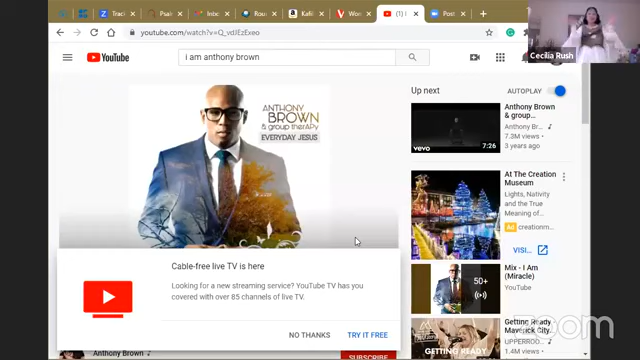 Traci
Psale
Inbo
Roun
Kafil
Won
(1) (
Post
youtube.com/watch?v=Q_vdJEzExeo
Cecilia Rush
YouTube
i am anthony brown
ANTHONY
BROWN
& group therAPy
EVERYDAY JESUS
Up next
AUTOPLAY
Anthony Brown
& group...
Anthony Br...
7.3M views •
3 years ago
vevo
7:26
At The Creation
Museum
Lights, Nativity
and the True
Meaning of...
Ad creationm...
VISI...
Cable-free live TV is here
Looking for a new streaming service? YouTube TV has you
covered with over 85 channels of live TV.
NO THANKS
TRY IT FREE
50+
Mix - I Am
(Miracle)
YouTube
Getting Ready
Maverick City...
UPPERROO...
1.4M views •
GETTING READY
Anthony Brown
SUBSCRIBE
zoom